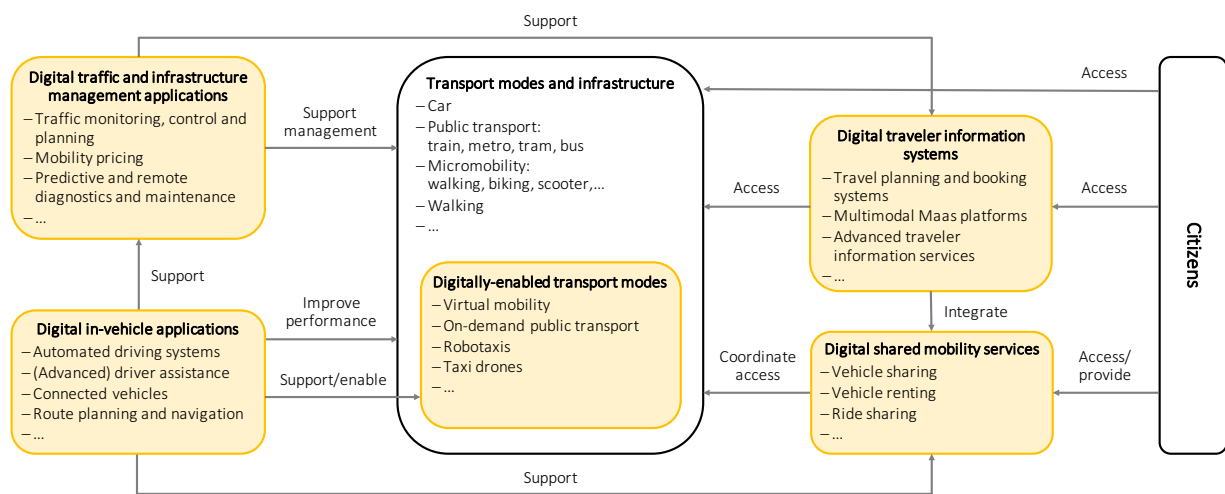 Support
Digital traffic and infrastructure
management applications
– Traffic monitoring, control and
planning
– Mobility pricing
– Predictive and remote
diagnostics and maintenance
– ...
Support
management
Transport modes and infrastructure
– Car
– Public transport:
train, metro, tram, bus
– Micromobility:
walking, biking, scooter,...
– Walking
– ...
Access
Digital traveler information
systems
– Travel planning and booking
systems
– Multimodal Maas platforms
– Advanced traveler
information services
– ...
Access
Access
Citizens
Support
Digital in-vehicle applications
– Automated driving systems
– (Advanced) driver assistance
– Connected vehicles
– Route planning and navigation
– ...
Improve
performance
Support/enable
Digitally-enabled transport modes
– Virtual mobility
– On-demand public transport
– Robotaxis
– Taxi drones
– ...
Integrate
Coordinate
access
Digital shared mobility services
– Vehicle sharing
– Vehicle renting
– Ride sharing
– ...
Access/
provide
Support